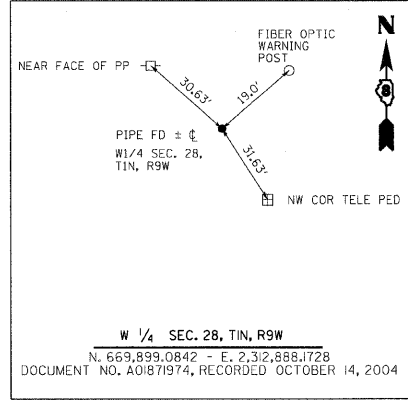 N
FIBER OPTIC
WARNING
POST
NEAR FACE OF PP
8
30.63'
19.0'
PIPE FD ± ℄
W1/4 SEC. 28,
T1N, R9W
31.63'
NW COR TELE PED
W 1/4 SEC. 28, T1N, R9W
N. 669,899.0842 - E. 2,312,888.1728
DOCUMENT NO. A01871974, RECORDED OCTOBER 14, 2004